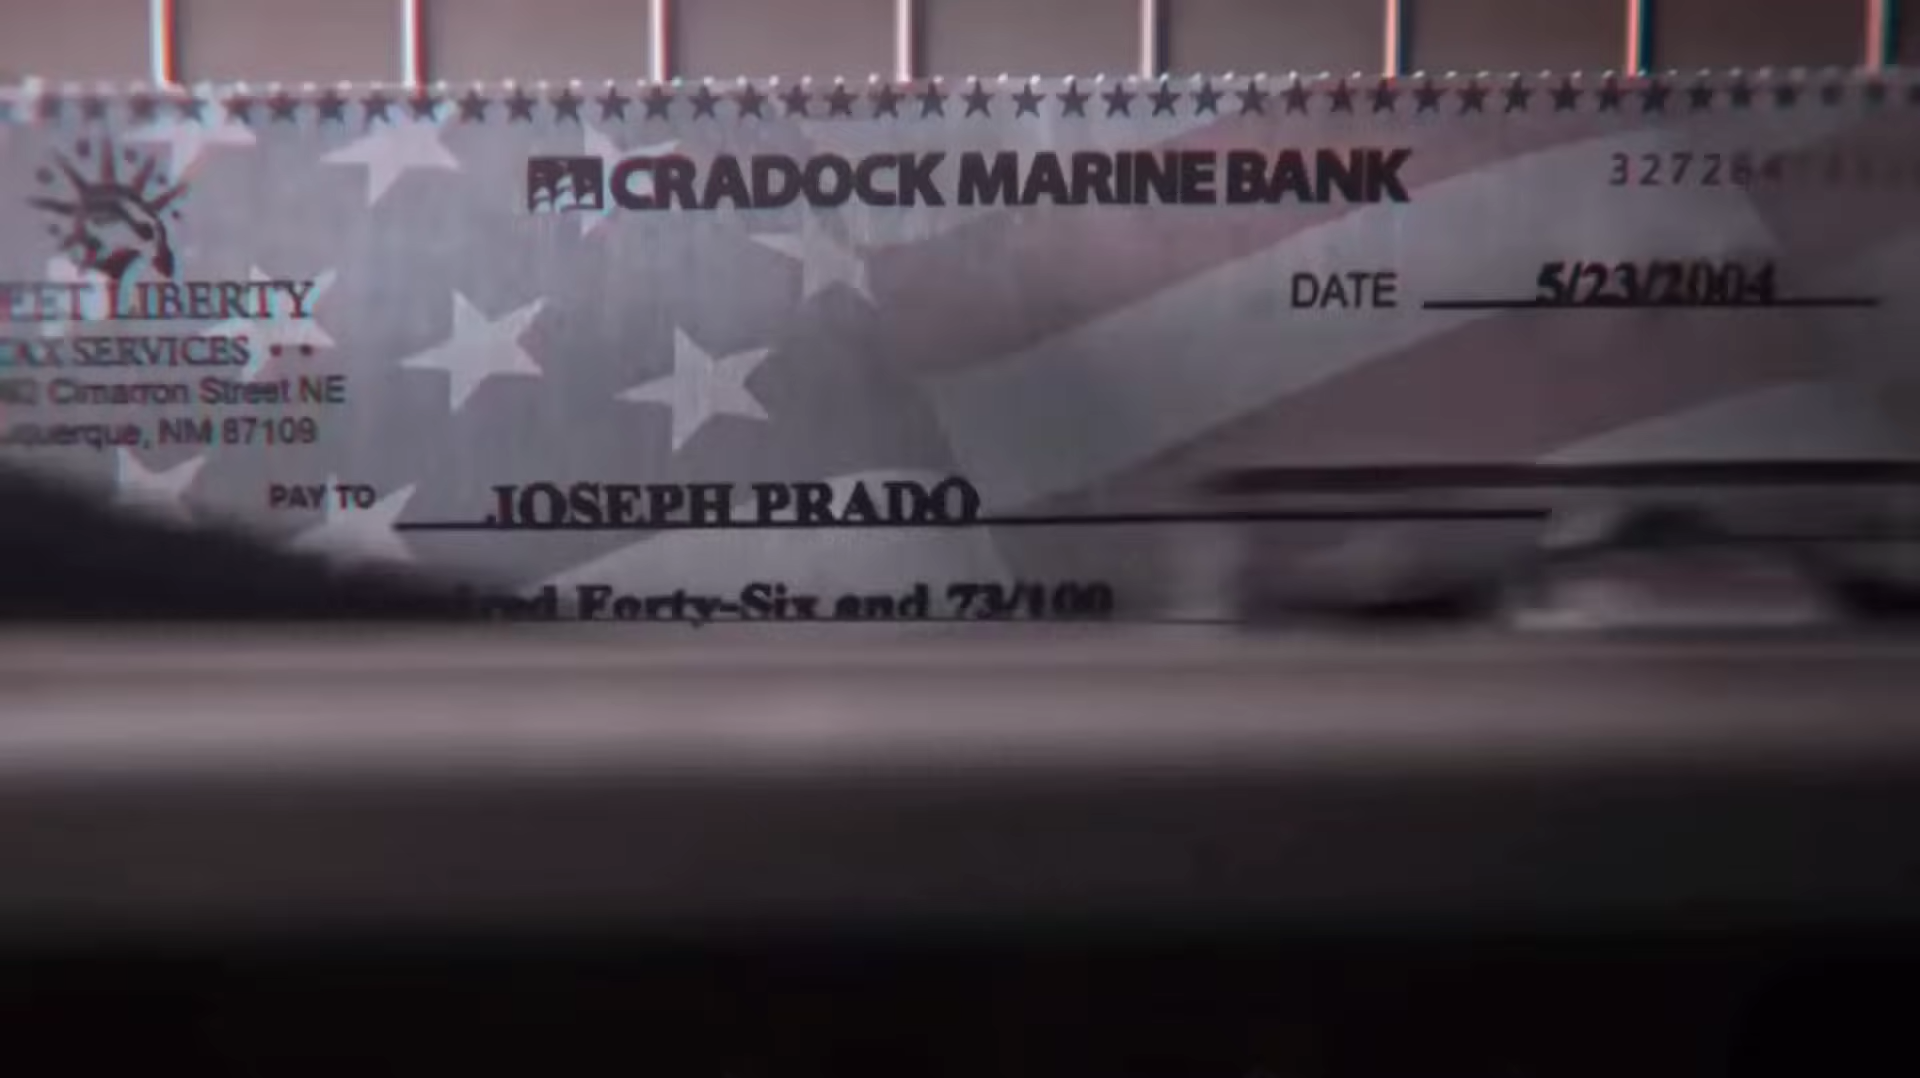 CRADOCK MARINE BANK
DATE 5/23/2004
LIBERTY
SERVICES
Cimarron Street NE
NM 87109
PAY TO JOSEPH PRADO
Forty-Six and 73/100